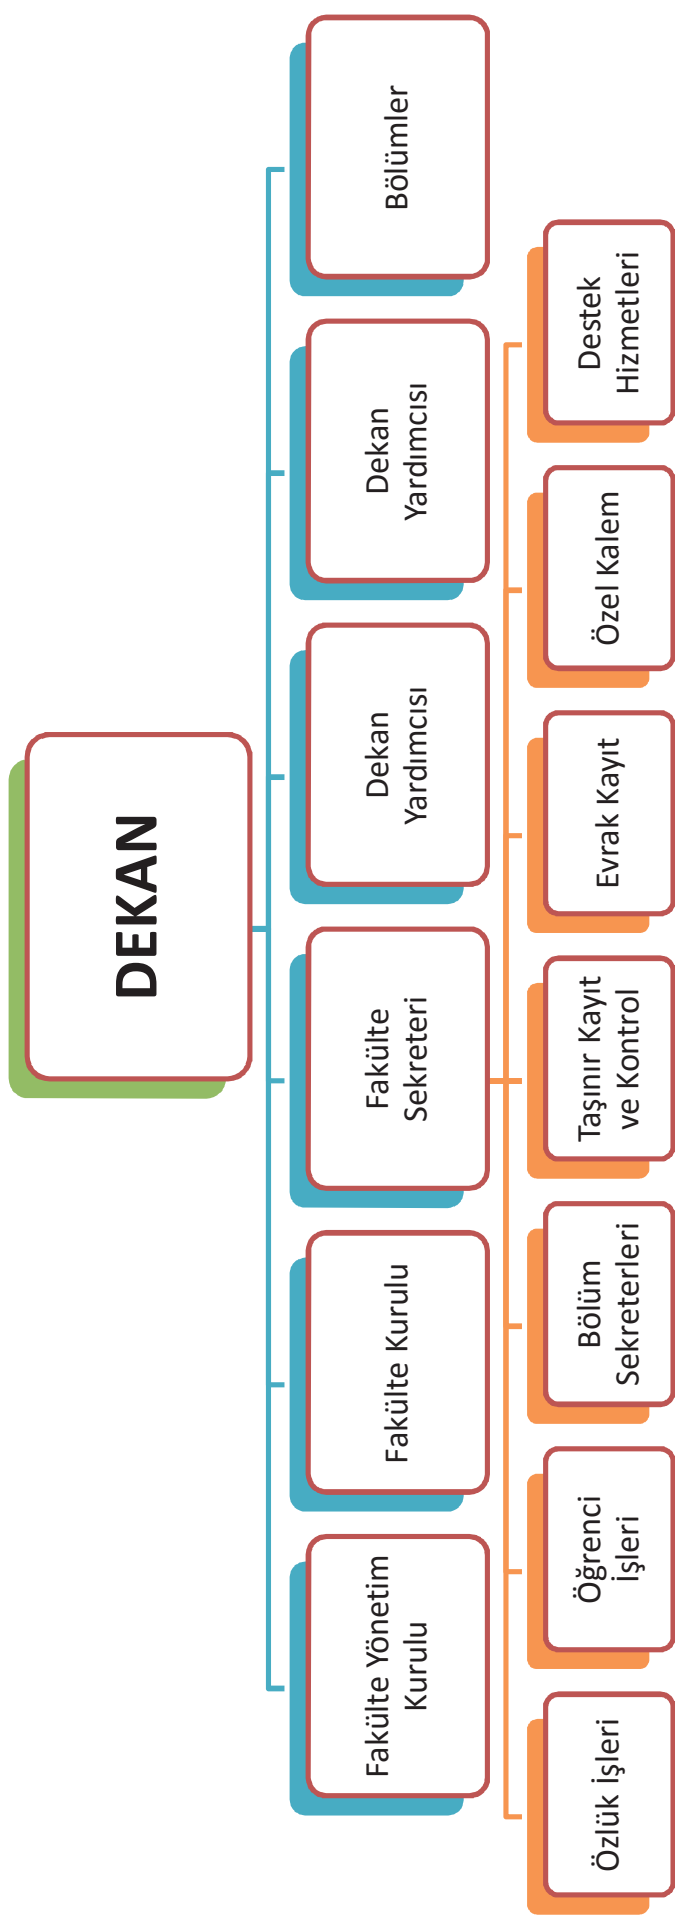 DEKAN
Fakülte Yönetim
Kurulu
Fakülte Kurulu
Fakülte
Sekreteri
Dekan
Yardımcısı
Dekan
Yardımcısı
Bölümler
Özlük İşleri
Öğrenci
İşleri
Bölüm
Sekreterleri
Taşınır Kayıt
ve Kontrol
Evrak Kayıt
Özel Kalem
Destek
Hizmetleri